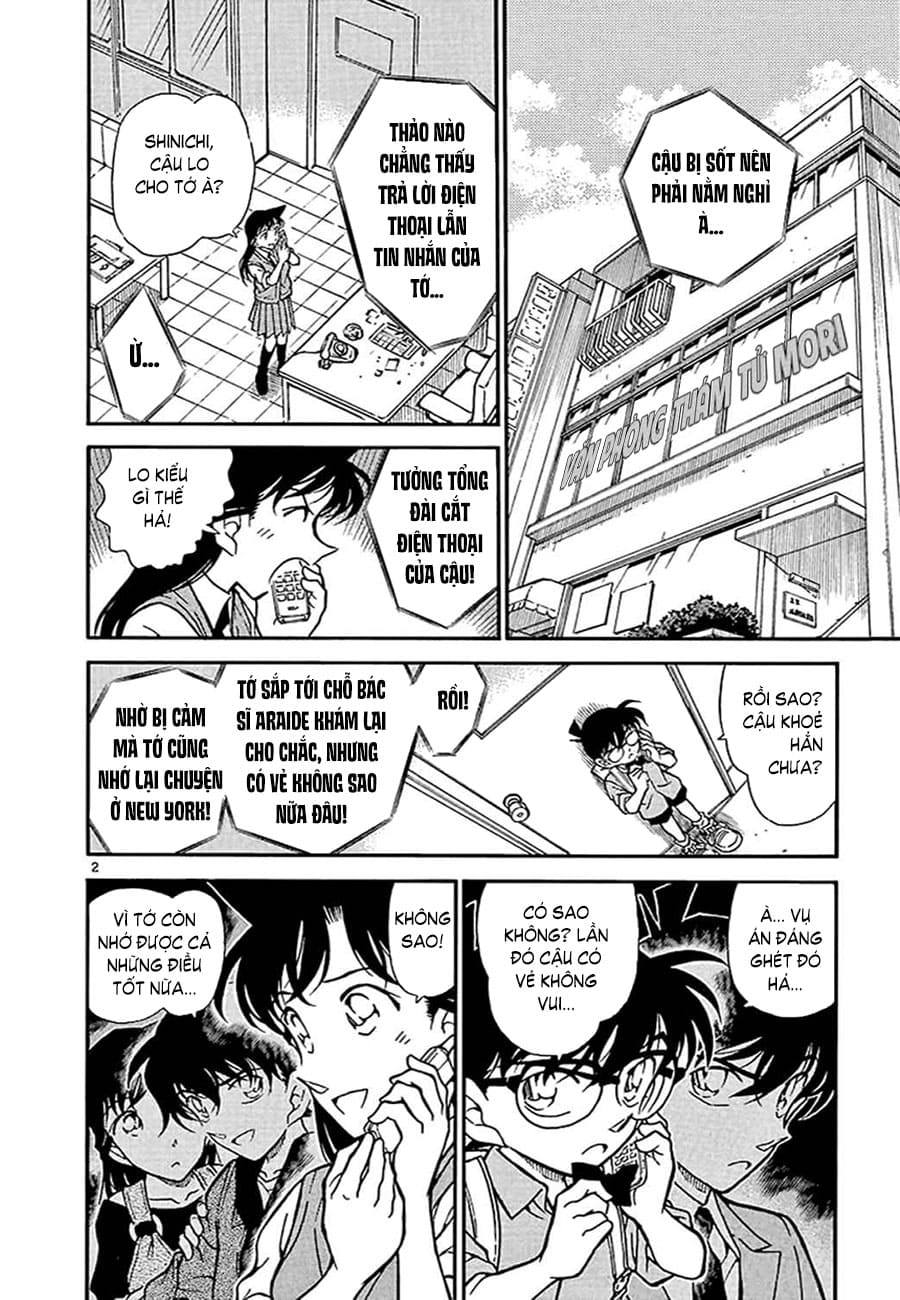 CẬU BỊ SỐT NÊN
PHẢI NẰM NGHỈ
À...
VĂN PHÒNG THÁM TỬ MORI
THẢO NÀO
CHẲNG THẤY
TRẢ LỜI ĐIỆN
THOẠI LẪN
TIN NHẮN CỦA
TỚ...
SHINICHI,
CẬU LO
CHO TỚ À?
Ừ...
TƯỞNG TỔNG
ĐÀI CẮT
ĐIỆN THOẠI
CỦA CẬU!
LO KIỂU
GÌ THẾ
HẢ!
RỒI SAO?
CẬU KHOẺ
HẲN
CHƯA?
RỒI!
TỚ SẮP TỚI CHỖ BÁC
SĨ ARAIDE KHÁM LẠI
CHO CHẮC, NHƯNG
CÓ VẺ KHÔNG SAO
NỮA ĐÂU!
NHỜ BỊ CẢM
MÀ TỚ CŨNG
NHỚ LẠI CHUYỆN
Ở NEW YORK!
2
À... VỤ
ÁN ĐÁNG
GHÉT ĐÓ
HẢ...
CÓ SAO
KHÔNG? LẦN
ĐÓ CẬU CÓ
VẺ KHÔNG
VUI...
KHÔNG
SAO!
VÌ TỚ CÒN
NHỚ ĐƯỢC CẢ
NHỮNG ĐIỀU
TỐT NỮA...